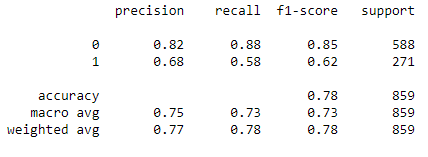 precision recall f1-score support
0 0.82 0.88 0.85 588
1 0.68 0.58 0.62 271
accuracy 0.78 859
macro avg 0.75 0.73 0.73 859
weighted avg 0.77 0.78 0.78 859